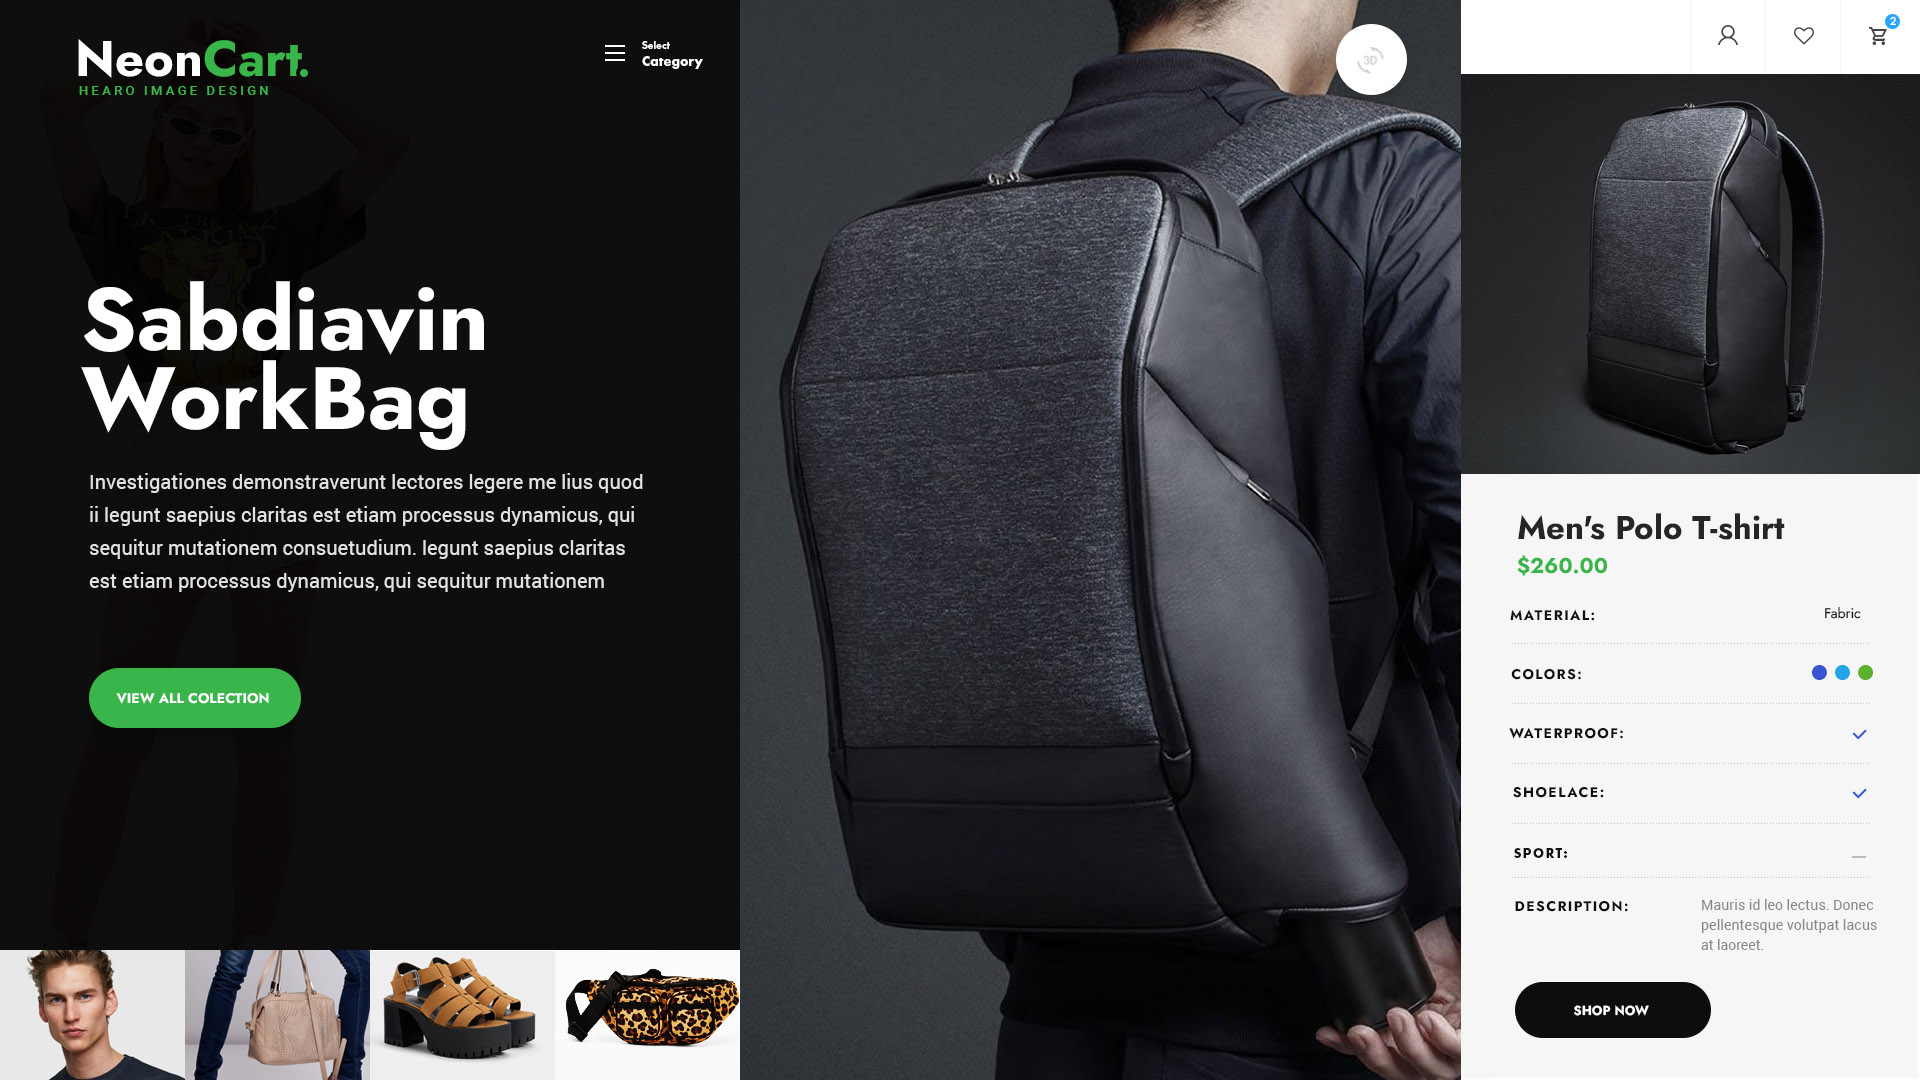 NeonCart.
HEARO IMAGE DESIGN
Select
Category
THE
Sabdiavin
WorkBag
Investigationes demonstraverunt lectores legere me lius quod
ii legunt saepius claritas est etiam processus dynamicus, qui
sequitur mutationem consuetudium. legunt saepius claritas
est etiam processus dynamicus, qui sequitur mutationem
VIEW ALL COLECTION
3D
2
Men's Polo T-shirt
$260.00
MATERIAL: Fabric
COLORS:
WATERPROOF:
SHOELACE:
SPORT:
DESCRIPTION: Mauris id leo lectus. Donec
pellentesque volutpat lacus
at laoreet.
SHOP NOW